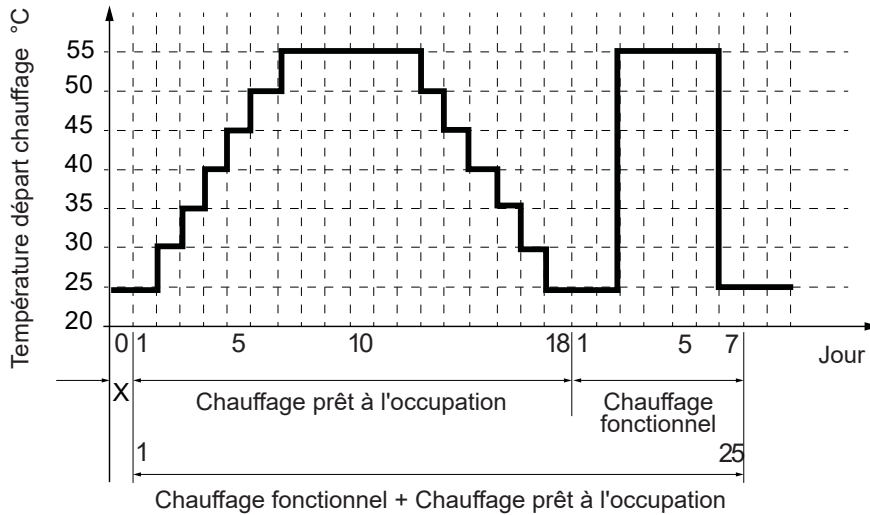 Température départ chauffage °C
55
50
45
40
35
30
25
20
0 1 5 10 18 1 5 7
Jour
X
Chauffage prêt à l'occupation
Chauffage
fonctionnel
1 25
Chauffage fonctionnel + Chauffage prêt à l'occupation